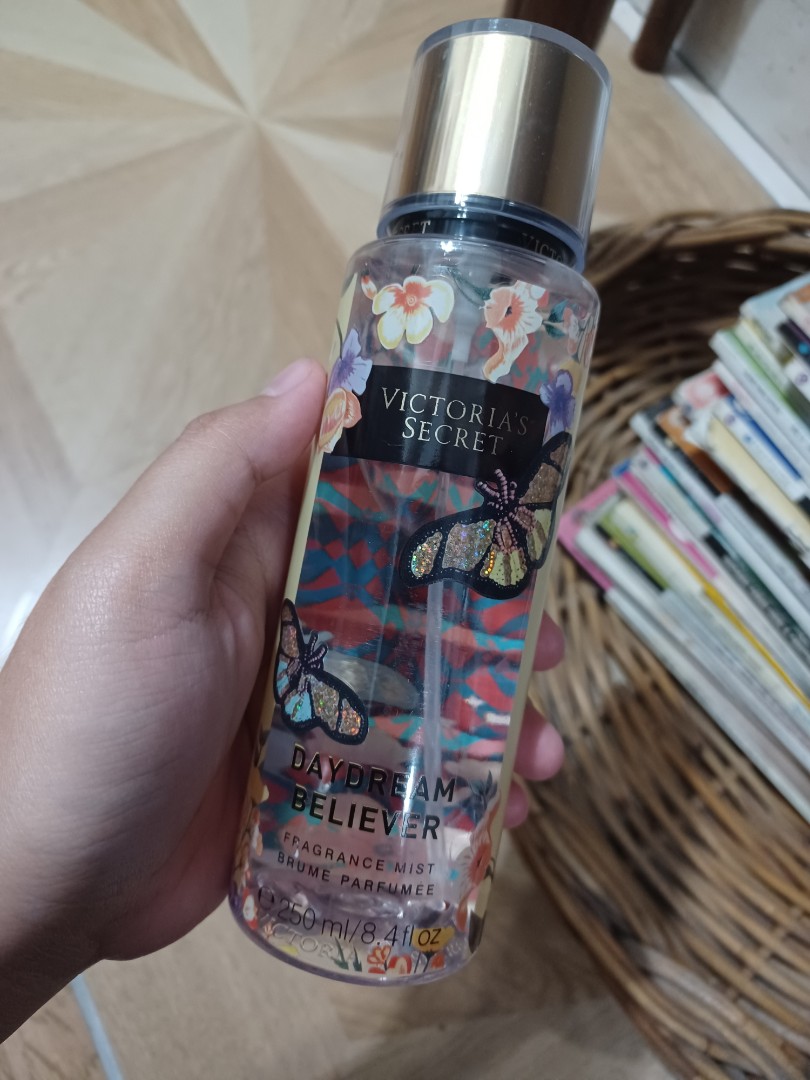 VICTORIA'S
SECRET
DAYDREAM
BELIEVER
FRAGRANCE MIST
BRUME PARFUMÉE
℮ 250 ml/8.4 fl oz